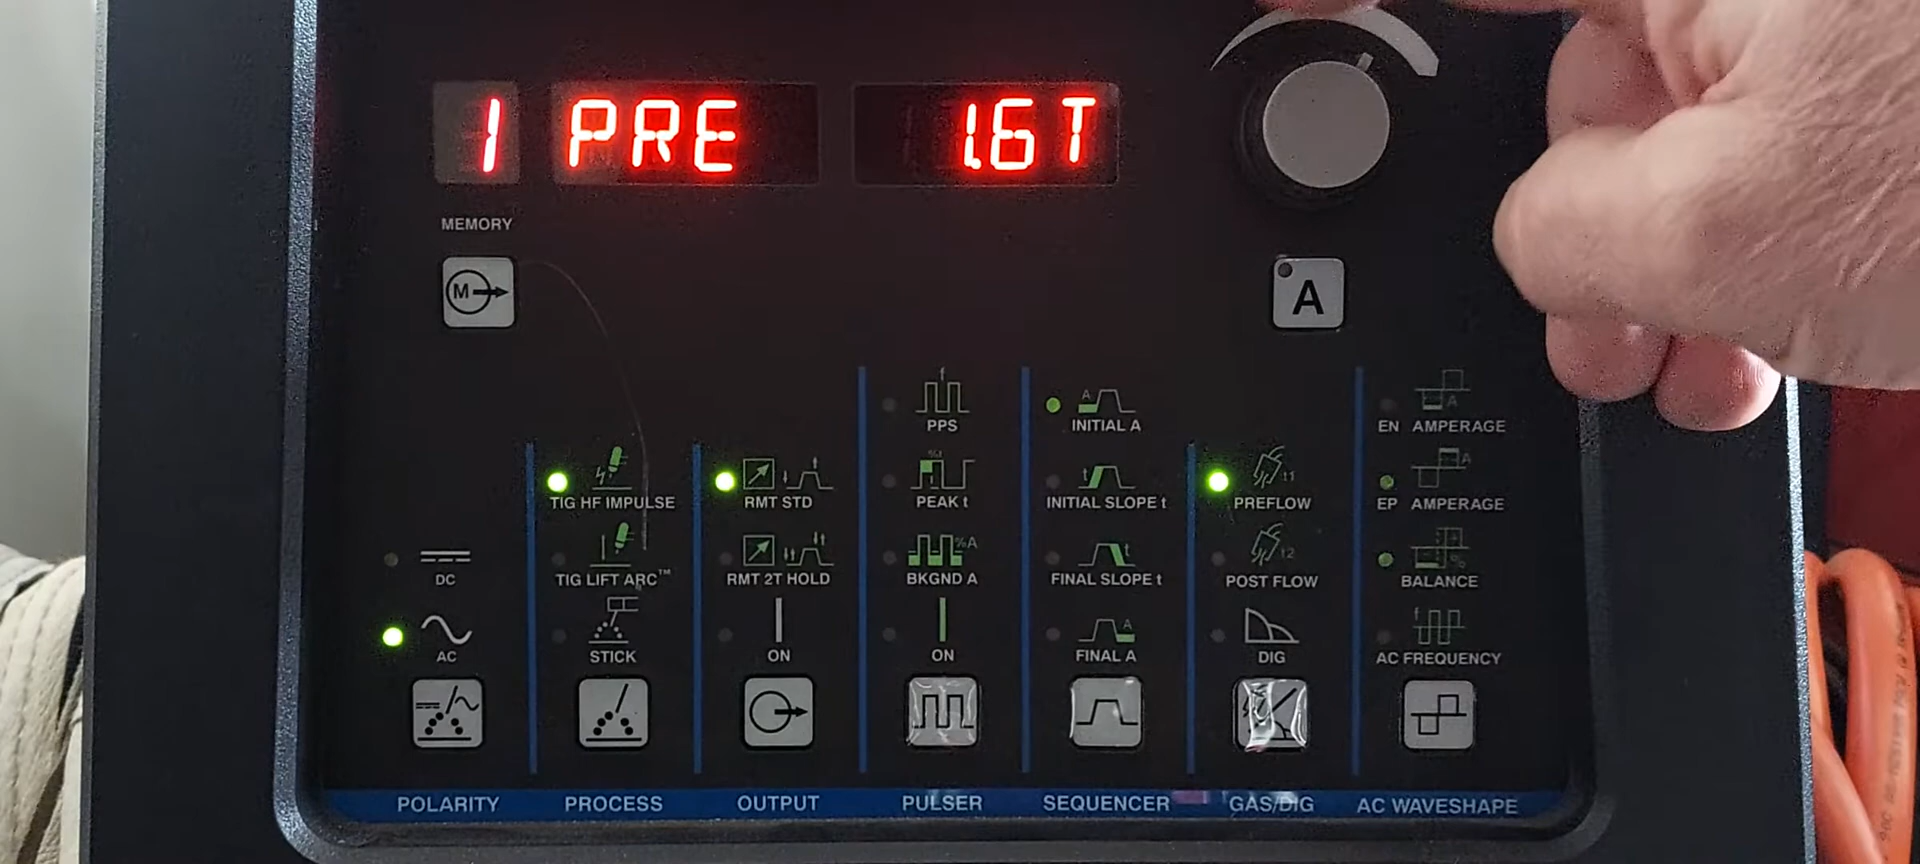 1 PRE 1.6T
MEMORY
M
A
PPS
INITIAL A
EN AMPERAGE
TIG HF IMPULSE
RMT STD
PEAK t
INITIAL SLOPE t
t1
PREFLOW
EP AMPERAGE
DC
TIG LIFT ARC™
RMT 2T HOLD
%A
BKGND A
FINAL SLOPE t
t2
POST FLOW
BALANCE
AC
STICK
ON
ON
FINAL A
DIG
AC FREQUENCY
POLARITY PROCESS OUTPUT PULSER SEQUENCER GAS/DIG AC WAVESHAPE